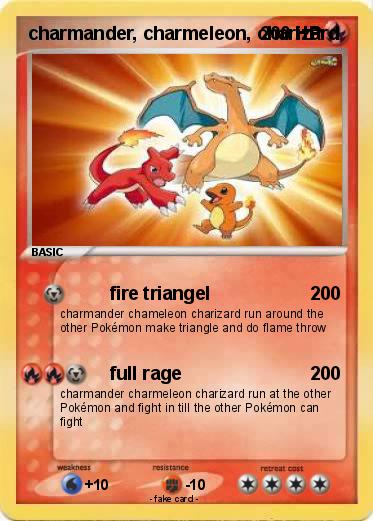 charmander, charmeleon, charizard
BASIC
fire triangel 200
charmander chameleon charizard run around the
other Pokémon make triangle and do flame throw
full rage 200
charmander charmeleon charizard run at the other
Pokémon and fight in till the other Pokémon can
fight
weakness resistance retreat cost
+10 -10
- fake card -